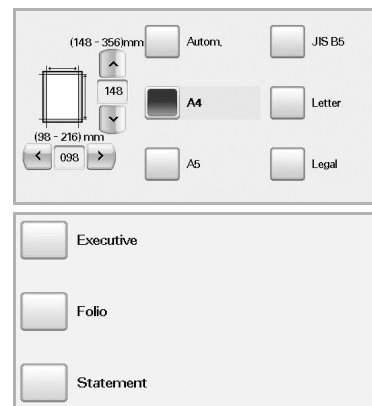 (148 - 356)mm
Autom.
JIS B5
148
A4
Letter
(98 - 216) mm
098
A5
Legal
Executive
Folio
Statement